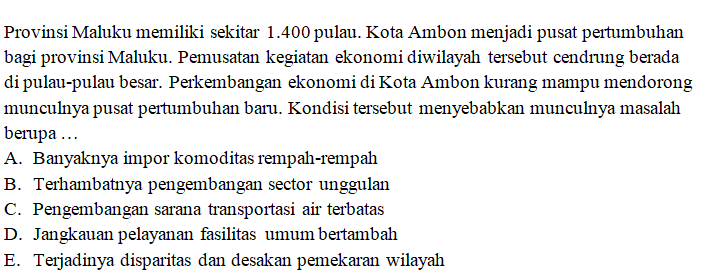 Provinsi Maluku memiliki sekitar 1.400 pulau. Kota Ambon menjadi pusat pertumbuhan
bagi provinsi Maluku. Pemusatan kegiatan ekonomi diwilayah tersebut cendrung berada
di pulau-pulau besar. Perkembangan ekonomi di Kota Ambon kurang mampu mendorong
munculnya pusat pertumbuhan baru. Kondisi tersebut menyebabkan munculnya masalah
berupa …
A. Banyaknya impor komoditas rempah-rempah
B. Terhambatnya pengembangan sector unggulan
C. Pengembangan sarana transportasi air terbatas
D. Jangkauan pelayanan fasilitas umum bertambah
E. Terjadinya disparitas dan desakan pemekaran wilayah